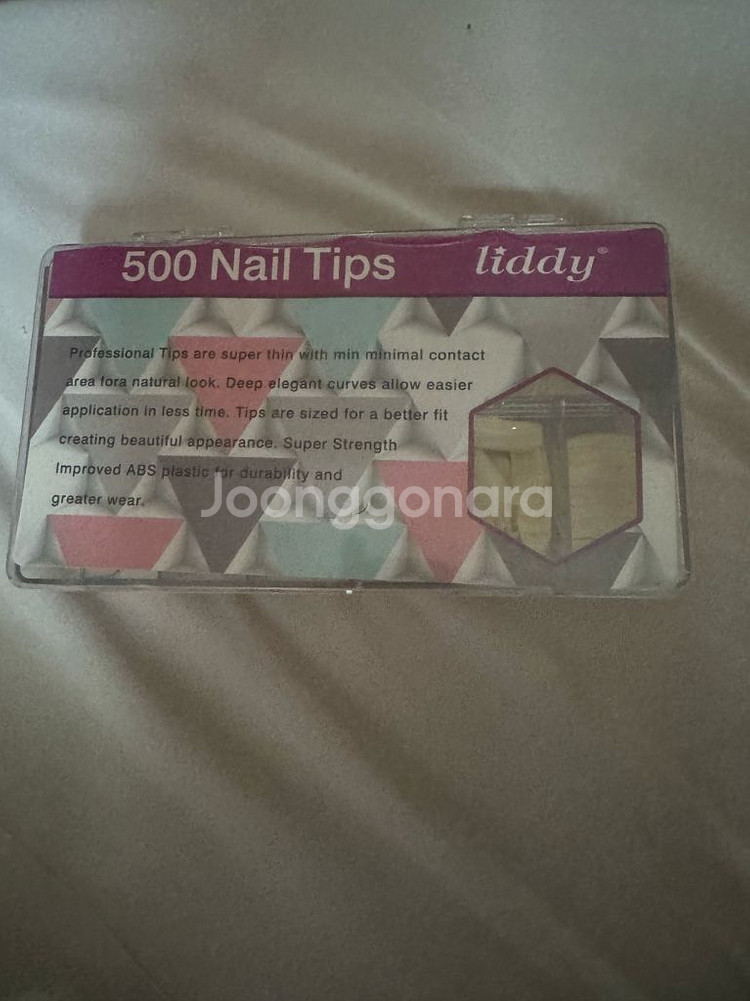 500 Nail Tips liddy®
Professional Tips are super thin with min minimal contact
area fora natural look. Deep elegant curves allow easier
application in less time. Tips are sized for a better fit
creating beautiful appearance. Super Strength
Improved ABS plastic for durability and
greater wear.
Joonggonara